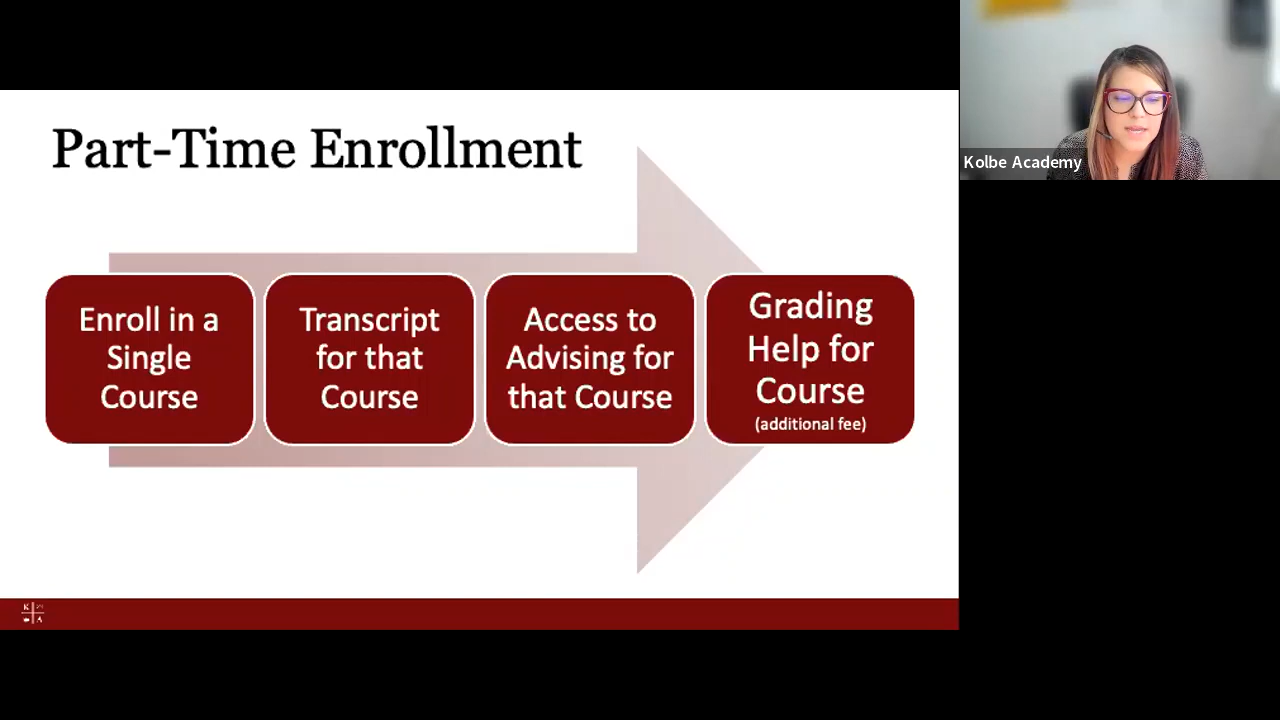 Part-Time Enrollment
Enroll in a
Single
Course
Transcript
for that
Course
Access to
Advising for
that Course
Grading
Help for
Course
(additional fee)
Kolbe Academy
K
A